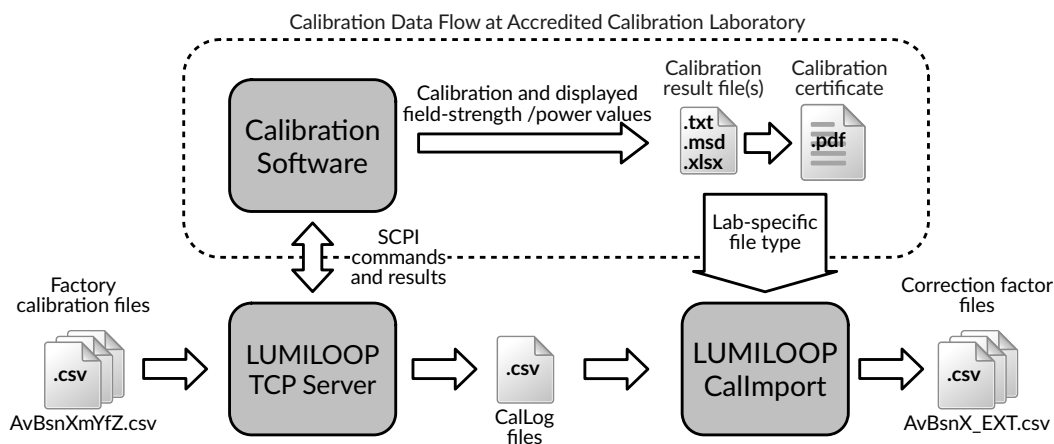 Calibration Data Flow at Accredited Calibration Laboratory
Calibration
Software
Calibration and displayed
field-strength /power values
Calibration
result file(s)
.txt
.msd
.xlsx
Calibration
certificate
.pdf
Lab-specific
file type
SCPI
commands
and results
Factory
calibration files
.csv
AvBsnXmYfZ.csv
LUMILOOP
TCP Server
.csv
CalLog
files
LUMILOOP
CalImport
Correction factor
files
.csv
AvBsnX_EXT.csv